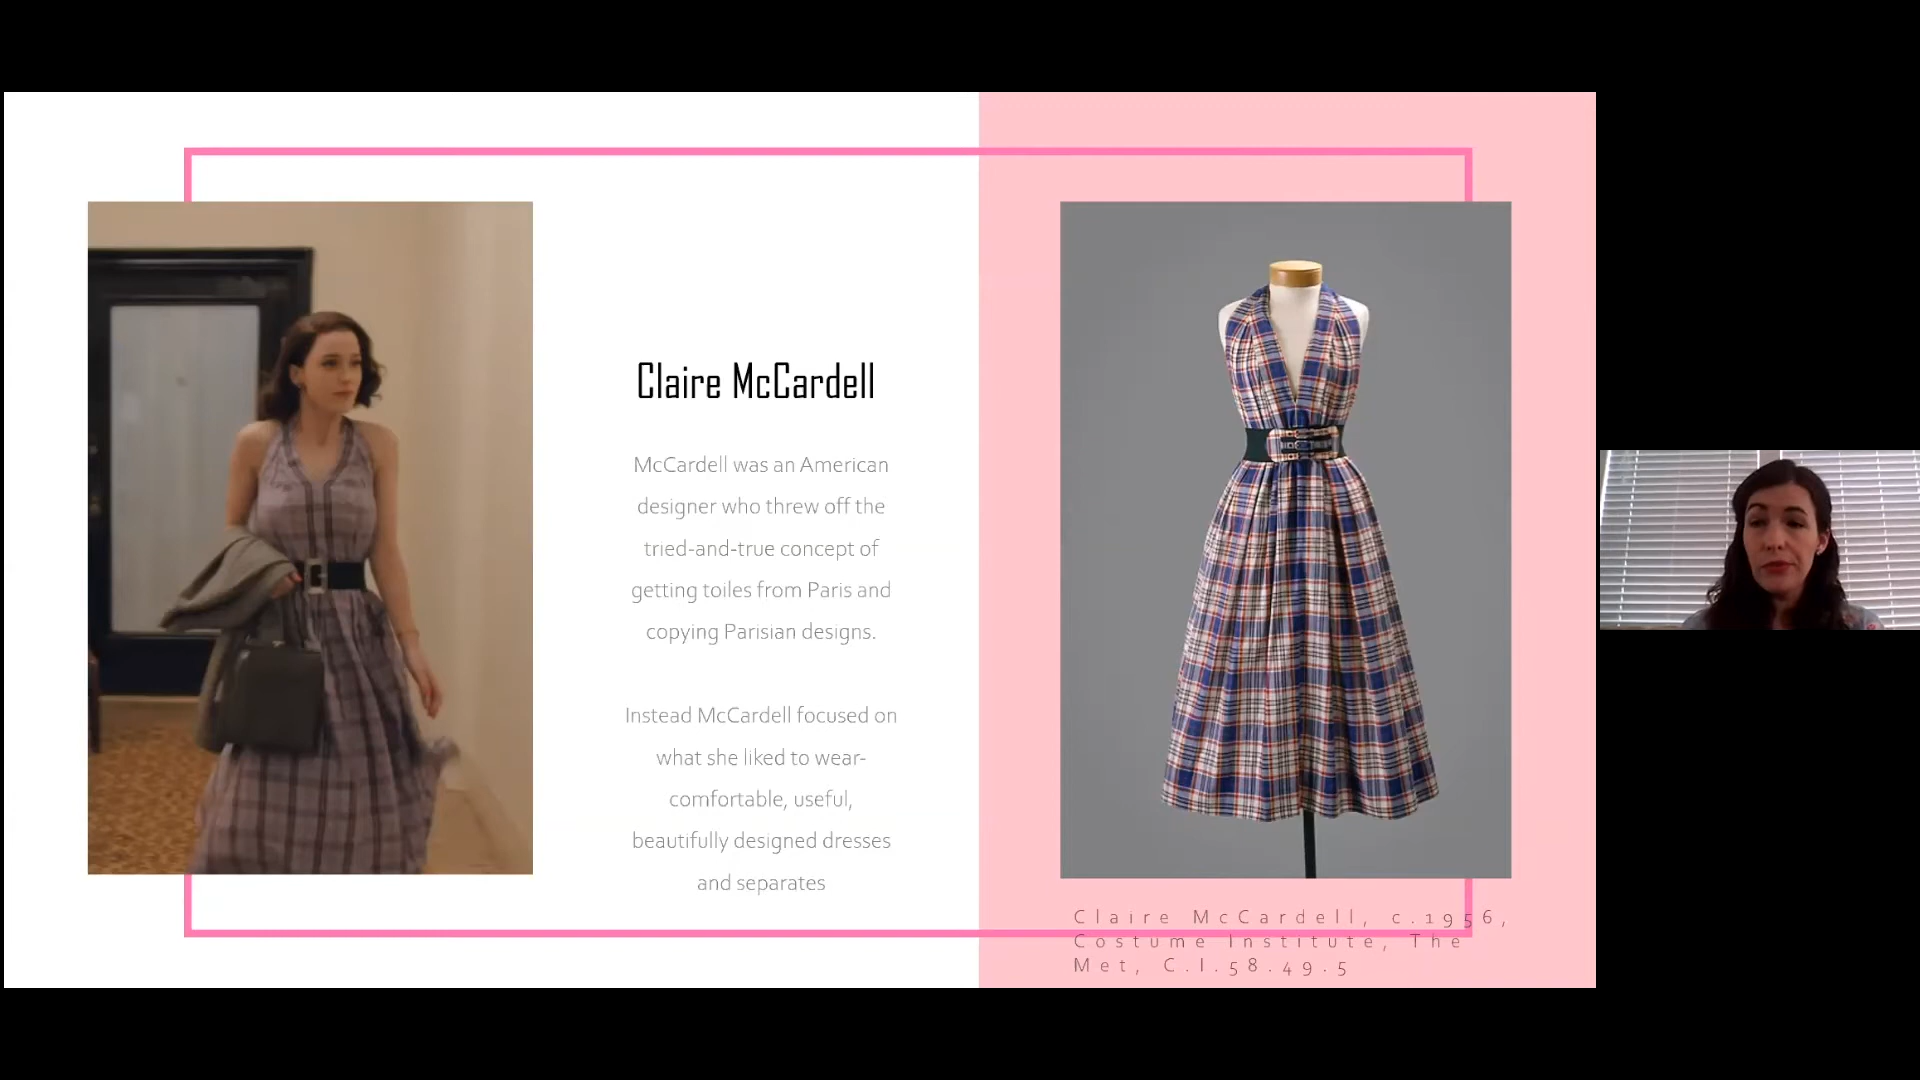 Claire McCardell
McCardell was an American
designer who threw off the
tried-and-true concept of
getting toiles from Paris and
copying Parisian designs.
Instead McCardell focused on
what she liked to wear-
comfortable, useful,
beautifully designed dresses
and separates
Claire McCardell, c.1956,
Costume Institute, The
Met, C.I.58.49.5